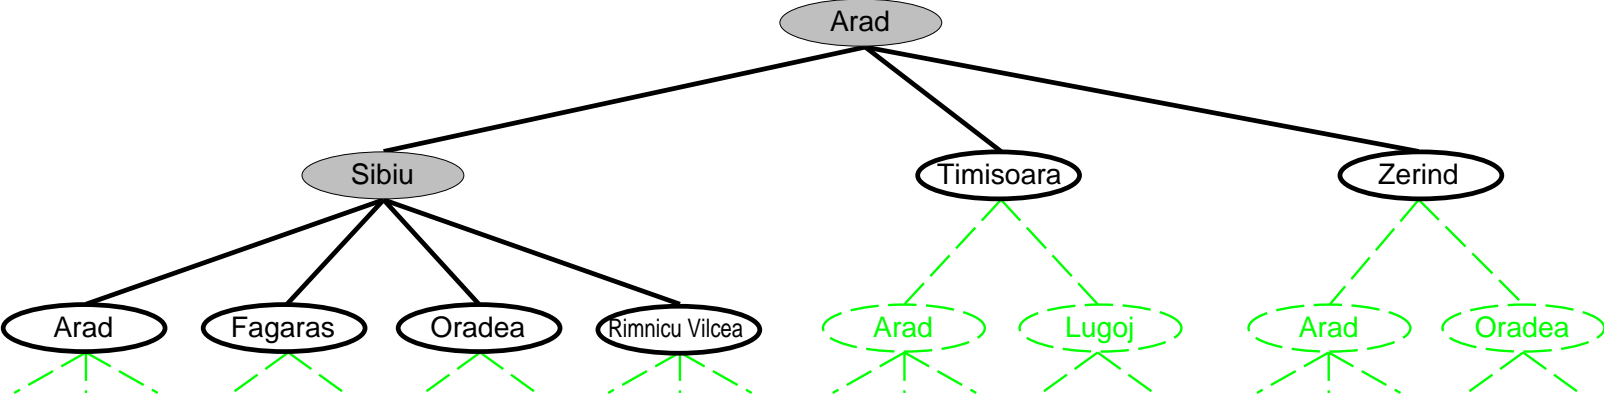 Arad
Sibiu
Timisoara
Zerind
Arad
Fagaras
Oradea
Rimnicu Vilcea
Arad
Lugoj
Arad
Oradea